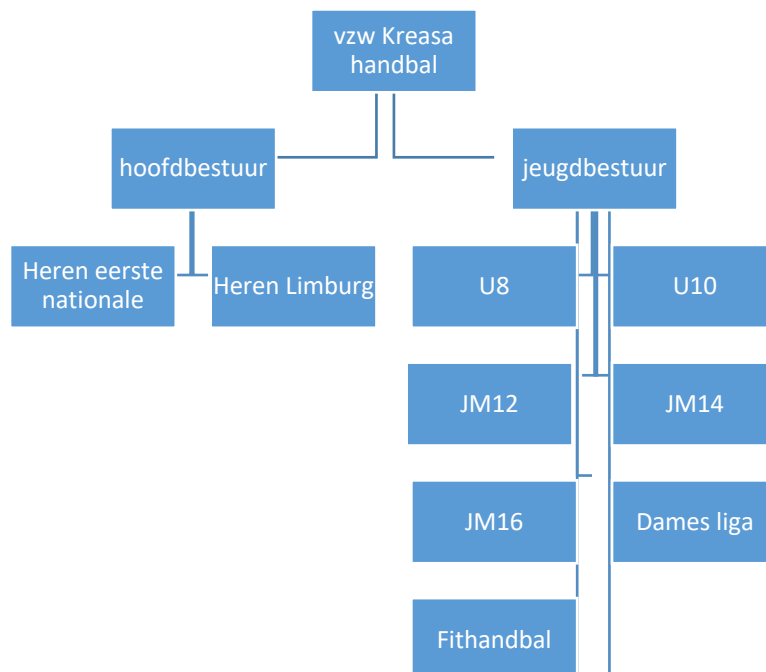 vzw Kreasa
handbal
hoofdbestuur
jeugdbestuur
Heren eerste
nationale
Heren Limburg
U8
U10
JM12
JM14
JM16
Dames liga
Fithandbal